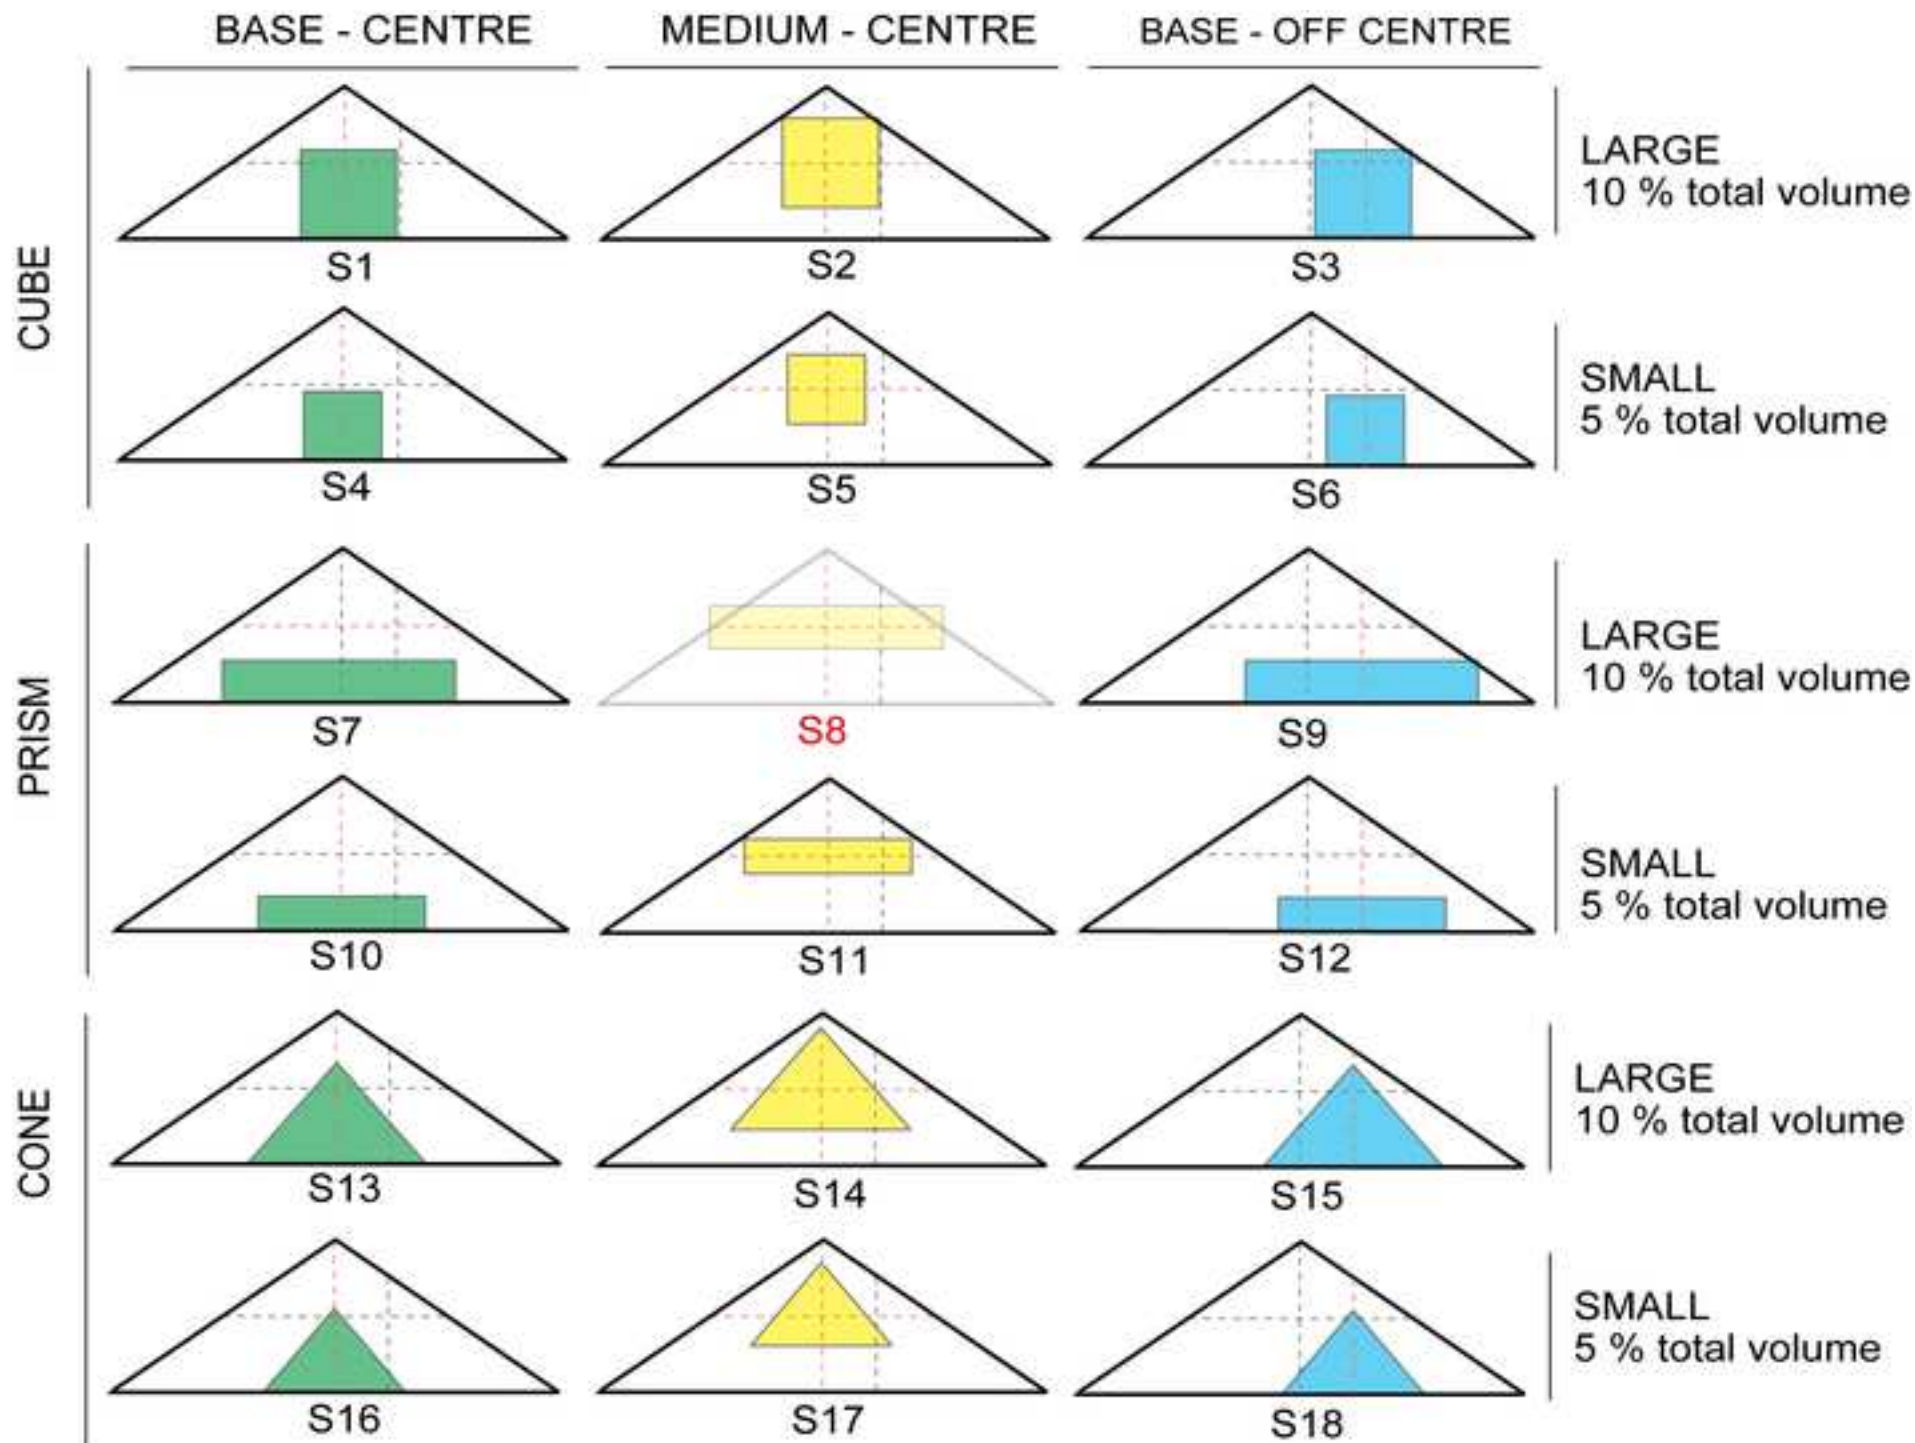 BASE - CENTRE
MEDIUM - CENTRE
BASE - OFF CENTRE
CUBE
LARGE
10 % total volume
S1
S2
S3
SMALL
5 % total volume
S4
S5
S6
PRISM
LARGE
10 % total volume
S7
S8
S9
SMALL
5 % total volume
S10
S11
S12
CONE
LARGE
10 % total volume
S13
S14
S15
SMALL
5 % total volume
S16
S17
S18